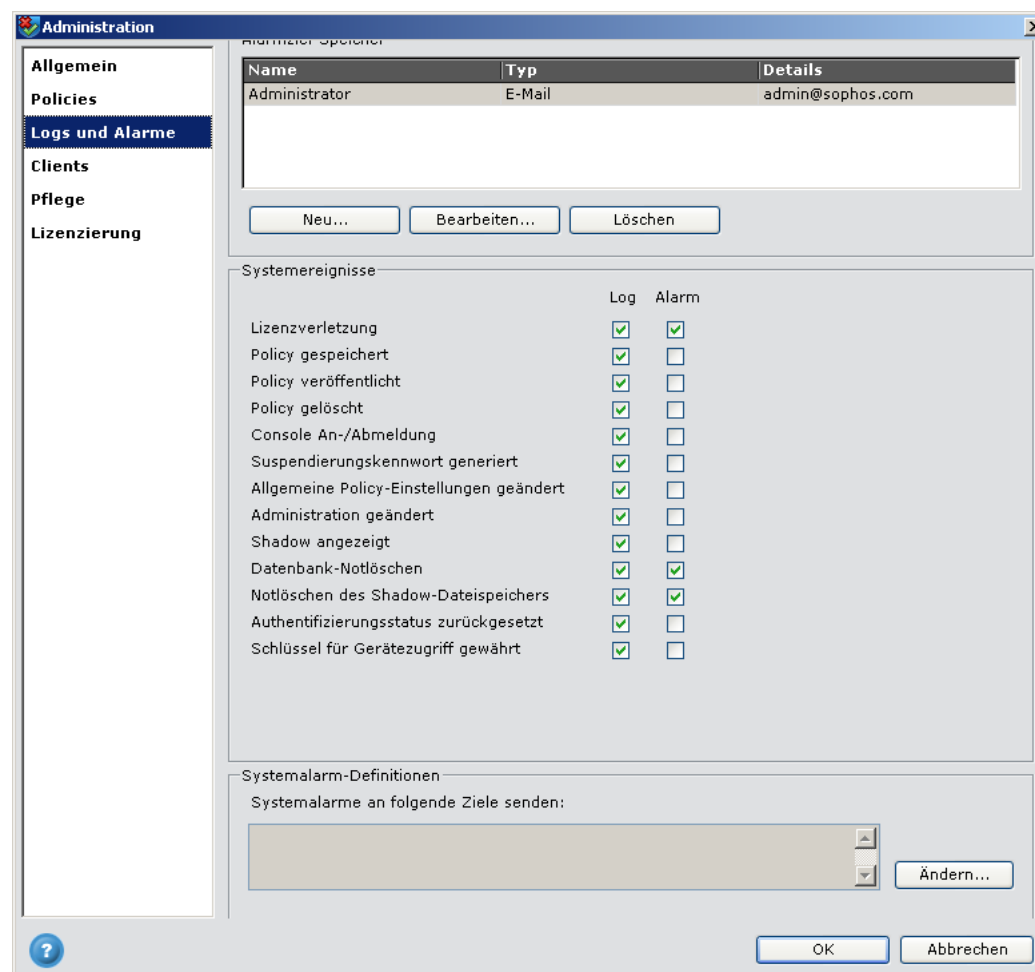 Administration
Allgemein
Policies
Logs und Alarme
Clients
Pflege
Lizenzierung
Alarmziel-Speicher
Name Typ Details
Administrator E-Mail admin@sophos.com
Neu... Bearbeiten... Löschen
Systemereignisse
Log Alarm
Lizenzverletzung
Policy gespeichert
Policy veröffentlicht
Policy gelöscht
Console An-/Abmeldung
Suspendierungskennwort generiert
Allgemeine Policy-Einstellungen geändert
Administration geändert
Shadow angezeigt
Datenbank-Notlöschen
Notlöschen des Shadow-Dateispeichers
Authentifizierungsstatus zurückgesetzt
Schlüssel für Gerätezugriff gewährt
Systemalarm-Definitionen
Systemalarme an folgende Ziele senden:
Ändern...
? OK Abbrechen